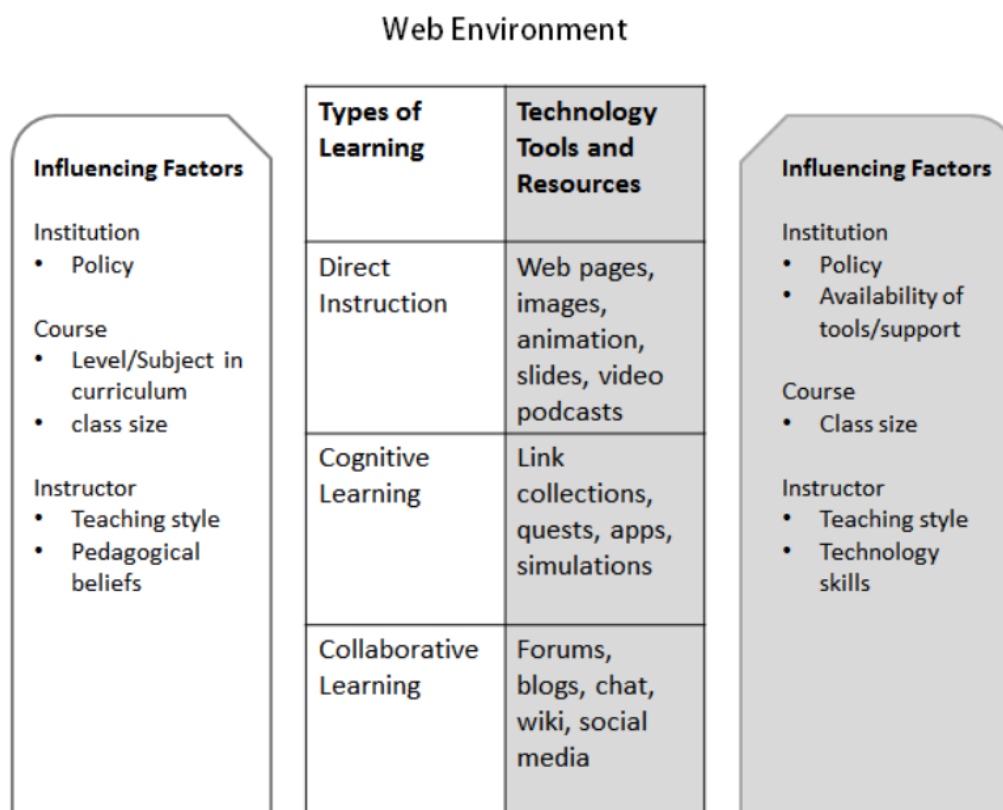 Web Environment
Influencing Factors
Institution
• Policy
Course
• Level/Subject in
curriculum
• class size
Instructor
• Teaching style
• Pedagogical
beliefs
Types of
Learning
Technology
Tools and
Resources
Direct
Instruction
Web pages,
images,
animation,
slides, video
podcasts
Cognitive
Learning
Link
collections,
quests, apps,
simulations
Collaborative
Learning
Forums,
blogs, chat,
wiki, social
media
Influencing Factors
Institution
• Policy
• Availability of
tools/support
Course
• Class size
Instructor
• Teaching style
• Technology
skills